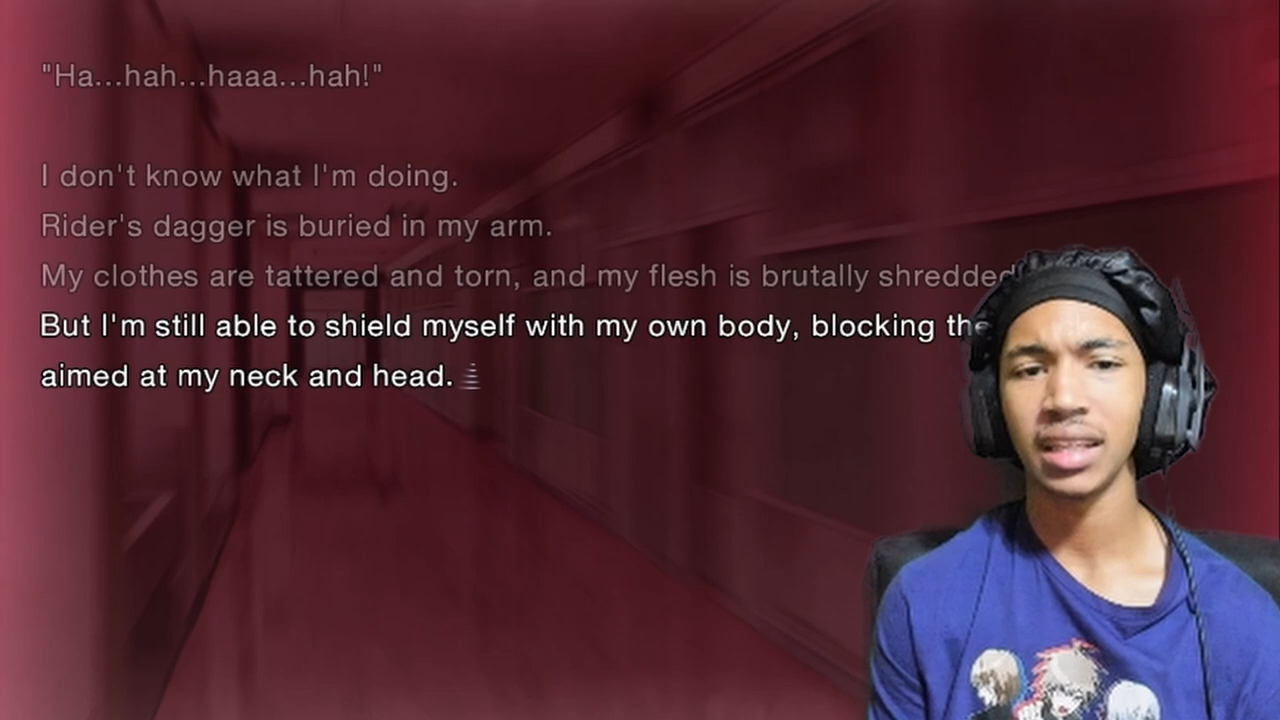 "Ha...hah...haaa...hah!"
I don't know what I'm doing.
Rider's dagger is buried in my arm.
My clothes are tattered and torn, and my flesh is brutally shredded
But I'm still able to shield myself with my own body, blocking the
aimed at my neck and head.